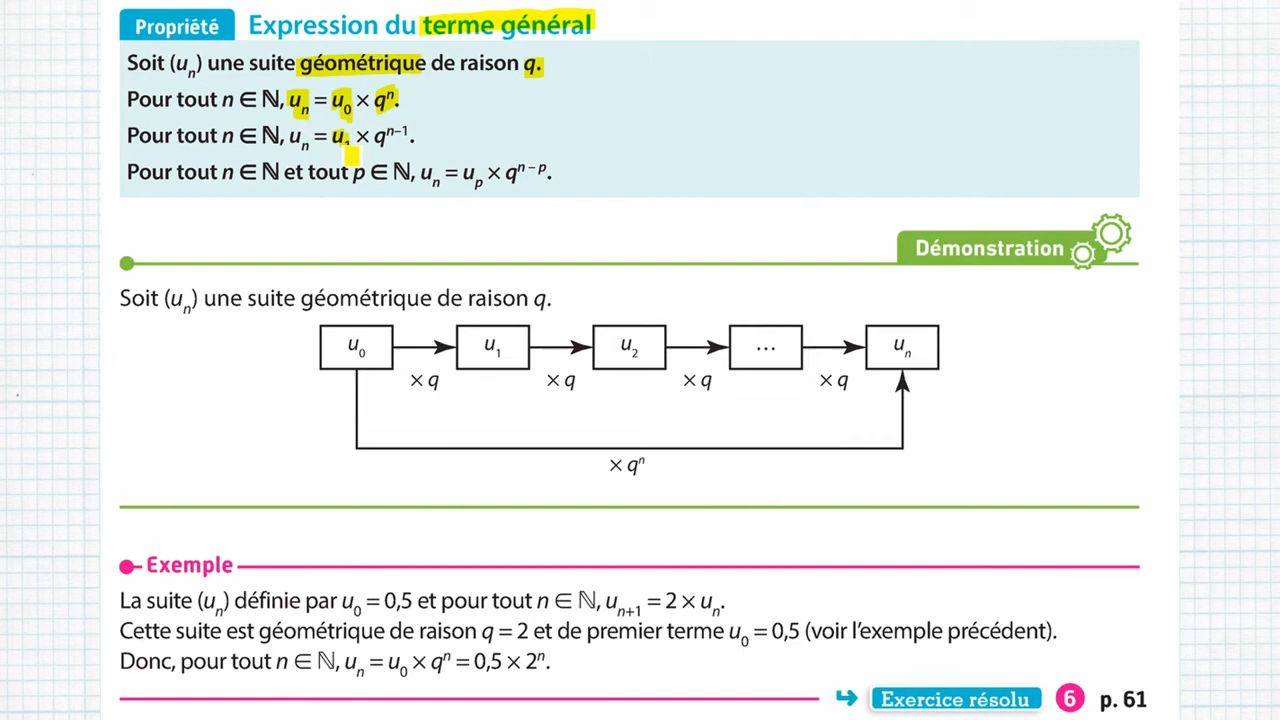 Propriété Expression du terme général
Soit (uₙ) une suite géométrique de raison q.
Pour tout n ∈ ℕ, uₙ = u₀ × qⁿ.
Pour tout n ∈ ℕ, uₙ = u₁ × qⁿ⁻¹.
Pour tout n ∈ ℕ et tout p ∈ ℕ, uₙ = uₚ × qⁿ⁻ᵖ.
Démonstration
Soit (uₙ) une suite géométrique de raison q.
u₀ u₁ u₂ … uₙ
× q × q × q × q
× qⁿ
Exemple
La suite (uₙ) définie par u₀ = 0,5 et pour tout n ∈ ℕ, uₙ₊₁ = 2 × uₙ.
Cette suite est géométrique de raison q = 2 et de premier terme u₀ = 0,5 (voir l’exemple précédent).
Donc, pour tout n ∈ ℕ, uₙ = u₀ × qⁿ = 0,5 × 2ⁿ.
Exercice résolu 6 p. 61